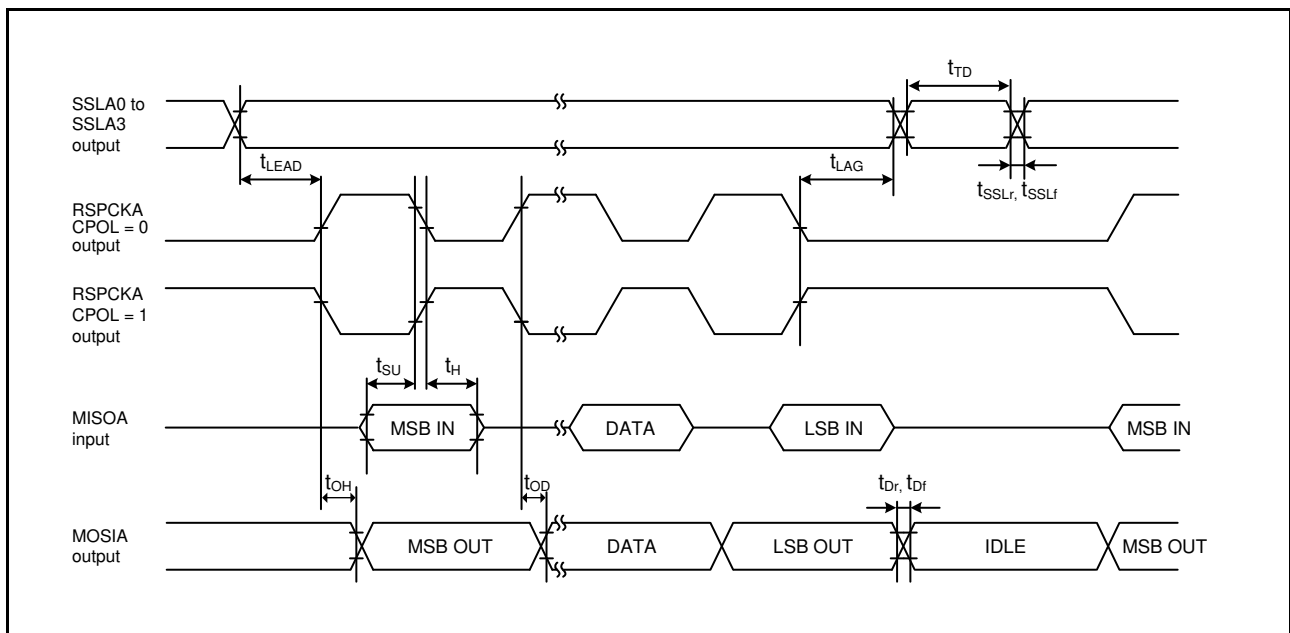 tTD
SSLA0 to
SSLA3
output
tLEAD
tLAG
tSSLr, tSSLf
RSPCKA
CPOL = 0
output
RSPCKA
CPOL = 1
output
tSU
tH
MISOA
input
MSB IN
DATA
LSB IN
MSB IN
tOH
tOD
tDr, tDf
MOSIA
output
MSB OUT
DATA
LSB OUT
IDLE
MSB OUT